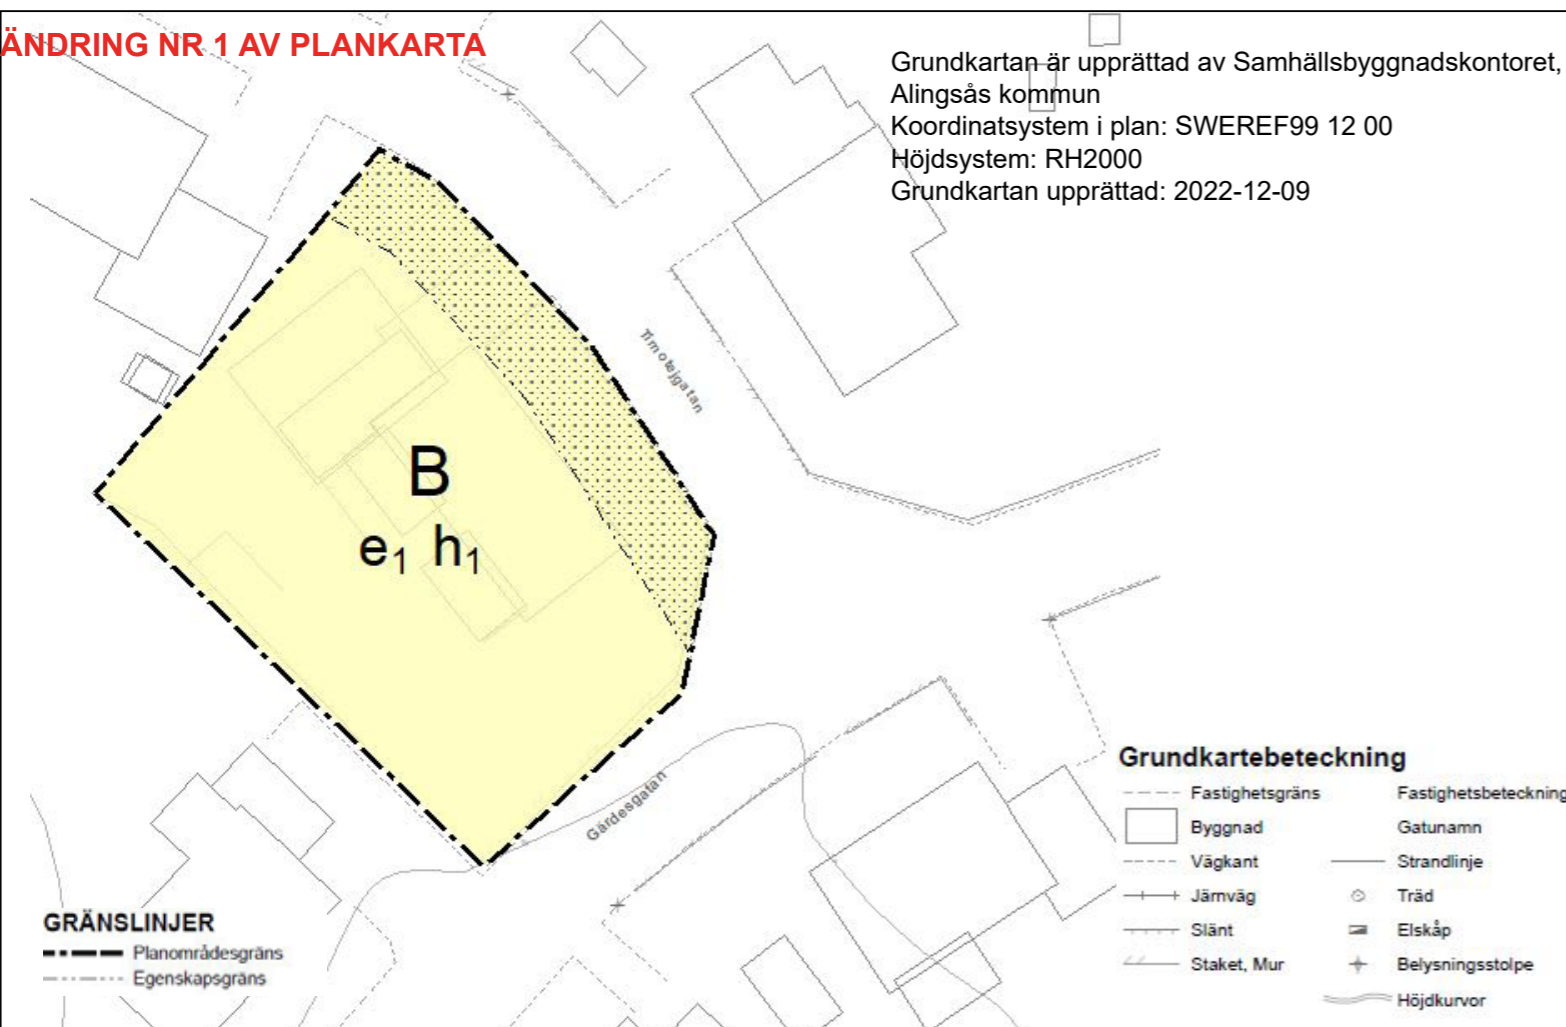 ÄNDRING NR 1 AV PLANKARTA
Grundkartan är upprättad av Samhällsbyggnadskontoret,
Alingsås kommun
Koordinatsystem i plan: SWEREF99 12 00
Höjdsystem: RH2000
Grundkartan upprättad: 2022-12-09
Timotejgatan
B
e₁ h₁
Gärdesgatan
GRÄNSLINJER
Planområdesgräns
Egenskapsgräns
Grundkartebeteckning
Fastighetsgräns
Byggnad
Vägkant
Järnväg
Slänt
Staket, Mur
Fastighetsbeteckning
Gatunamn
Strandlinje
Träd
Elskåp
Belysningsstolpe
Höjdkurvor